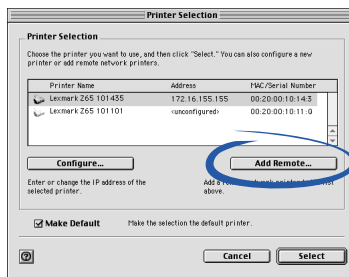 Printer Selection
Printer Selection
Choose the printer you want to use, and then click "Select." You can also configure a new
printer or add remote network printers.
Printer Name Address MAC/Serial Number
Lexmark Z65 101435 172.16.155.155 00:20:00:10:14:3
Lexmark Z65 101101 <unconfigured> 00:20:00:10:11:0
Configure... Add Remote...
Enter or change the IP address of the
selected printer.
Add a
above.
Make Default Make the selection the default printer.
? Cancel Select